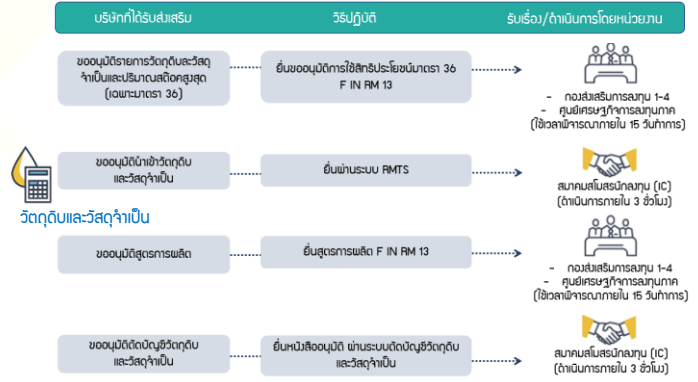 บริษัทที่ได้รับส่งเสริม
วิธีปฏิบัติ
รับเรื่อง/ดำเนินการโดยหน่วยงาน
ขออนุมัติรายการวัตถุดิบและวัสดุ
จำเป็นและปริมาณสต๊อคสูงสุด
(เฉพาะมาตรา 36)
ยื่นขออนุมัติการใช้สิทธิประโยชน์มาตรา 36
F IN RM 13
- กองส่งเสริมการลงทุน 1-4
- ศูนย์เศรษฐกิจการลงทุนภาค
(ใช้เวลาพิจารณาภายใน 15 วันทำการ)
ขออนุมัตินำเข้าวัตถุดิบ
และวัสดุจำเป็น
ยื่นผ่านระบบ RMTS
สมาคมสโมสรนักลงทุน (IC)
(ดำเนินการภายใน 3 ชั่วโมง)
วัตถุดิบและวัสดุจำเป็น
ขออนุมัติสูตรการผลิต
ยื่นสูตรการผลิต F IN RM 13
- กองส่งเสริมการลงทุน 1-4
- ศูนย์เศรษฐกิจการลงทุนภาค
(ใช้เวลาพิจารณาภายใน 15 วันทำการ)
ขออนุมัติตัดบัญชีวัตถุดิบ
และวัสดุจำเป็น
ยื่นหนังสืออนุมัติ ผ่านระบบตัดบัญชีวัตถุดิบ
และวัสดุจำเป็น
สมาคมสโมสรนักลงทุน (IC)
(ดำเนินการภายใน 3 ชั่วโมง)